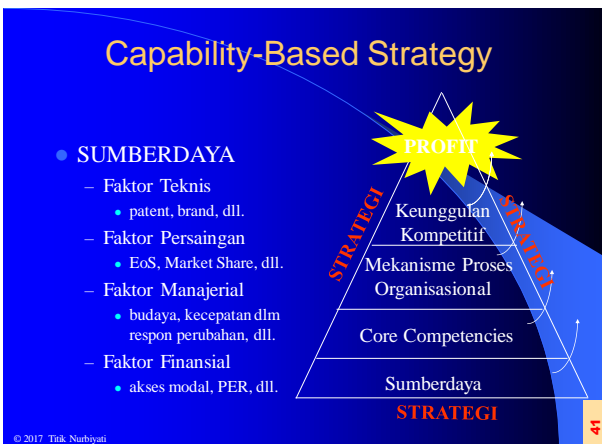 Capability-Based Strategy
SUMBERDAYA
– Faktor Teknis
patent, brand, dll.
– Faktor Persaingan
EoS, Market Share, dll.
– Faktor Manajerial
budaya, kecepatan dlm
respon perubahan, dll.
– Faktor Finansial
akses modal, PER, dll.
PROFIT
STRATEGI
STRATEGI
Keunggulan
Kompetitif
Mekanisme Proses
Organisasional
Core Competencies
Sumberdaya
STRATEGI
© 2017 Titik Nurbiyati
41